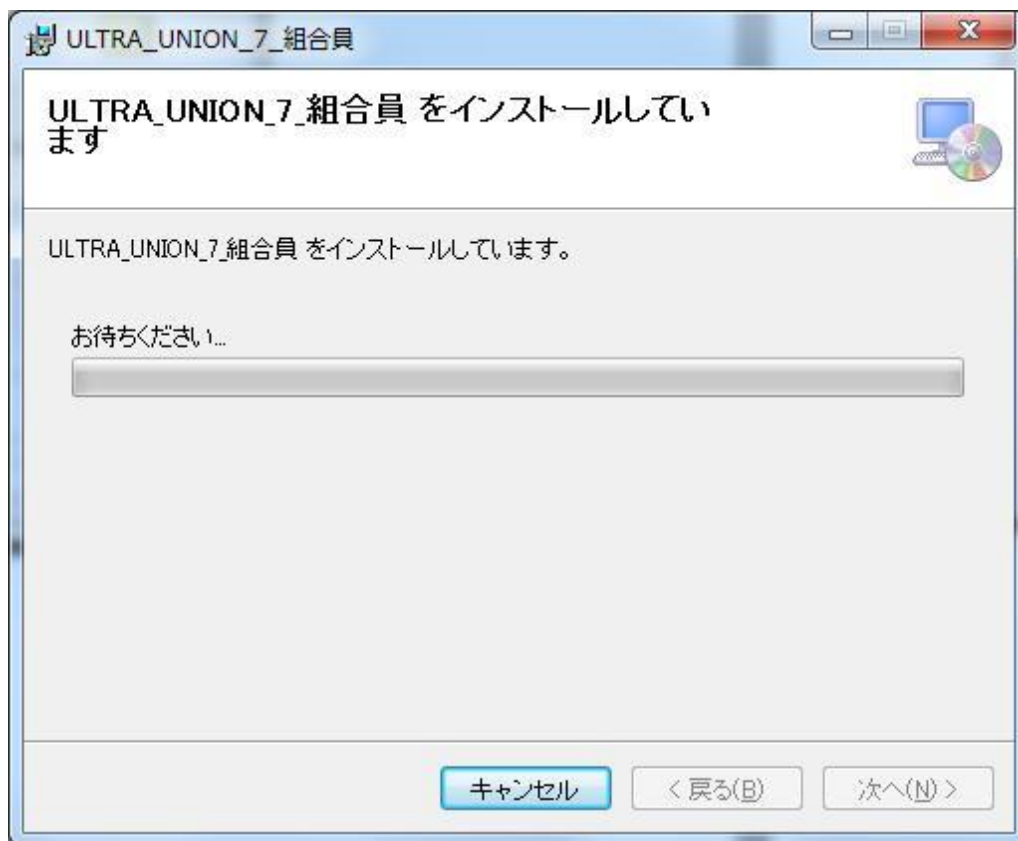 ULTRA_UNION_7_組合員
ULTRA_UNION_7_組合員 をインストールしてい
ます
ULTRA_UNION_7_組合員 をインストールしています。
お待ちください...
キャンセル
< 戻る(B)
次へ(N) >